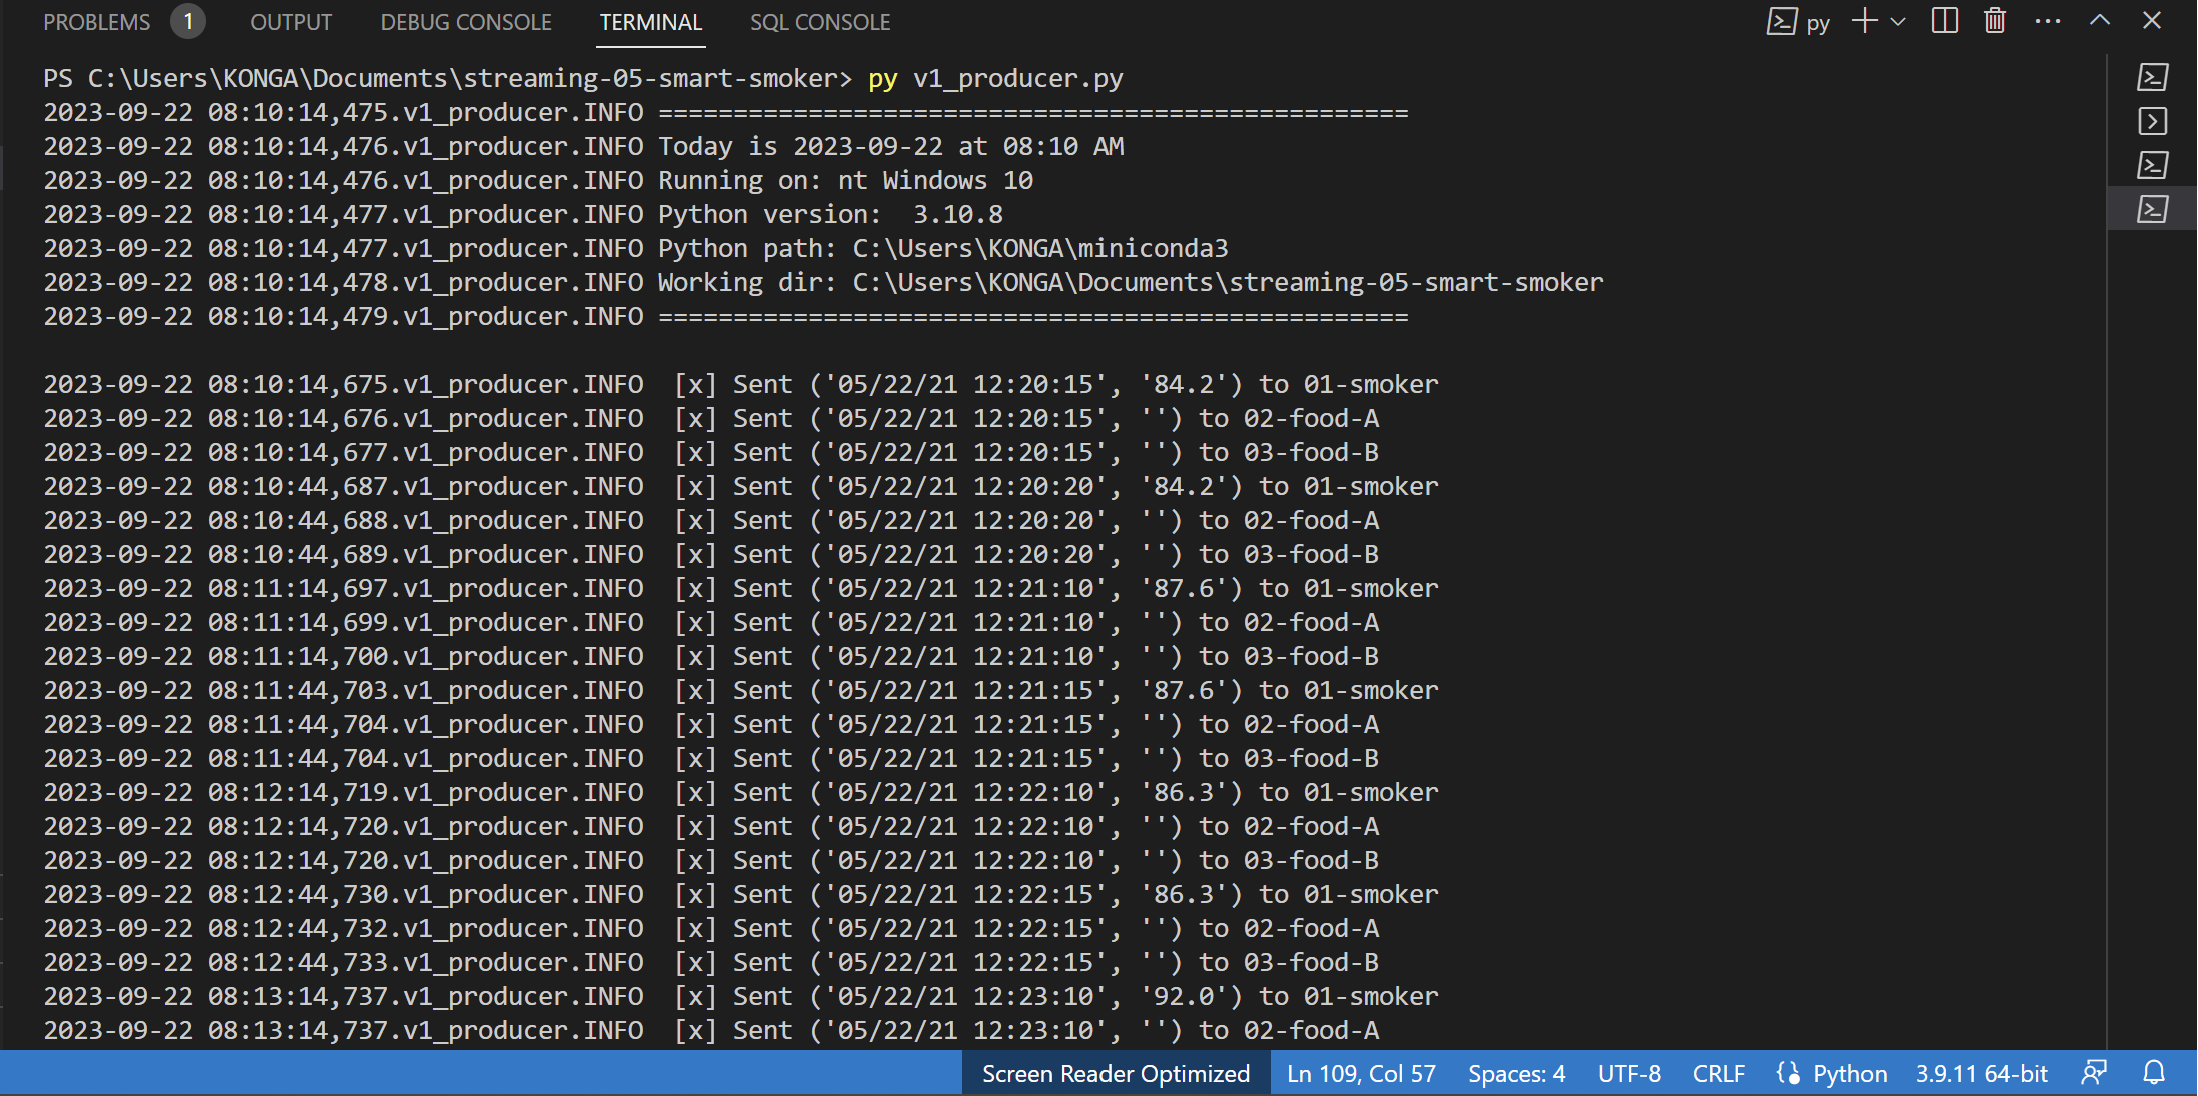 PROBLEMS 1 OUTPUT DEBUG CONSOLE TERMINAL SQL CONSOLE py
PS C:\Users\KONGA\Documents\streaming-05-smart-smoker> py v1_producer.py
2023-09-22 08:10:14,475.v1_producer.INFO ==================================================
2023-09-22 08:10:14,476.v1_producer.INFO Today is 2023-09-22 at 08:10 AM
2023-09-22 08:10:14,476.v1_producer.INFO Running on: nt Windows 10
2023-09-22 08:10:14,477.v1_producer.INFO Python version:  3.10.8
2023-09-22 08:10:14,477.v1_producer.INFO Python path: C:\Users\KONGA\miniconda3
2023-09-22 08:10:14,478.v1_producer.INFO Working dir: C:\Users\KONGA\Documents\streaming-05-smart-smoker
2023-09-22 08:10:14,479.v1_producer.INFO ==================================================
2023-09-22 08:10:14,675.v1_producer.INFO  [x] Sent ('05/22/21 12:20:15', '84.2') to 01-smoker
2023-09-22 08:10:14,676.v1_producer.INFO  [x] Sent ('05/22/21 12:20:15', '') to 02-food-A
2023-09-22 08:10:14,677.v1_producer.INFO  [x] Sent ('05/22/21 12:20:15', '') to 03-food-B
2023-09-22 08:10:44,687.v1_producer.INFO  [x] Sent ('05/22/21 12:20:20', '84.2') to 01-smoker
2023-09-22 08:10:44,688.v1_producer.INFO  [x] Sent ('05/22/21 12:20:20', '') to 02-food-A
2023-09-22 08:10:44,689.v1_producer.INFO  [x] Sent ('05/22/21 12:20:20', '') to 03-food-B
2023-09-22 08:11:14,697.v1_producer.INFO  [x] Sent ('05/22/21 12:21:10', '87.6') to 01-smoker
2023-09-22 08:11:14,699.v1_producer.INFO  [x] Sent ('05/22/21 12:21:10', '') to 02-food-A
2023-09-22 08:11:14,700.v1_producer.INFO  [x] Sent ('05/22/21 12:21:10', '') to 03-food-B
2023-09-22 08:11:44,703.v1_producer.INFO  [x] Sent ('05/22/21 12:21:15', '87.6') to 01-smoker
2023-09-22 08:11:44,704.v1_producer.INFO  [x] Sent ('05/22/21 12:21:15', '') to 02-food-A
2023-09-22 08:11:44,704.v1_producer.INFO  [x] Sent ('05/22/21 12:21:15', '') to 03-food-B
2023-09-22 08:12:14,719.v1_producer.INFO  [x] Sent ('05/22/21 12:22:10', '86.3') to 01-smoker
2023-09-22 08:12:14,720.v1_producer.INFO  [x] Sent ('05/22/21 12:22:10', '') to 02-food-A
2023-09-22 08:12:14,720.v1_producer.INFO  [x] Sent ('05/22/21 12:22:10', '') to 03-food-B
2023-09-22 08:12:44,730.v1_producer.INFO  [x] Sent ('05/22/21 12:22:15', '86.3') to 01-smoker
2023-09-22 08:12:44,732.v1_producer.INFO  [x] Sent ('05/22/21 12:22:15', '') to 02-food-A
2023-09-22 08:12:44,733.v1_producer.INFO  [x] Sent ('05/22/21 12:22:15', '') to 03-food-B
2023-09-22 08:13:14,737.v1_producer.INFO  [x] Sent ('05/22/21 12:23:10', '92.0') to 01-smoker
2023-09-22 08:13:14,737.v1_producer.INFO  [x] Sent ('05/22/21 12:23:10', '') to 02-food-A
Screen Reader Optimized Ln 109, Col 57 Spaces: 4 UTF-8 CRLF Python 3.9.11 64-bit